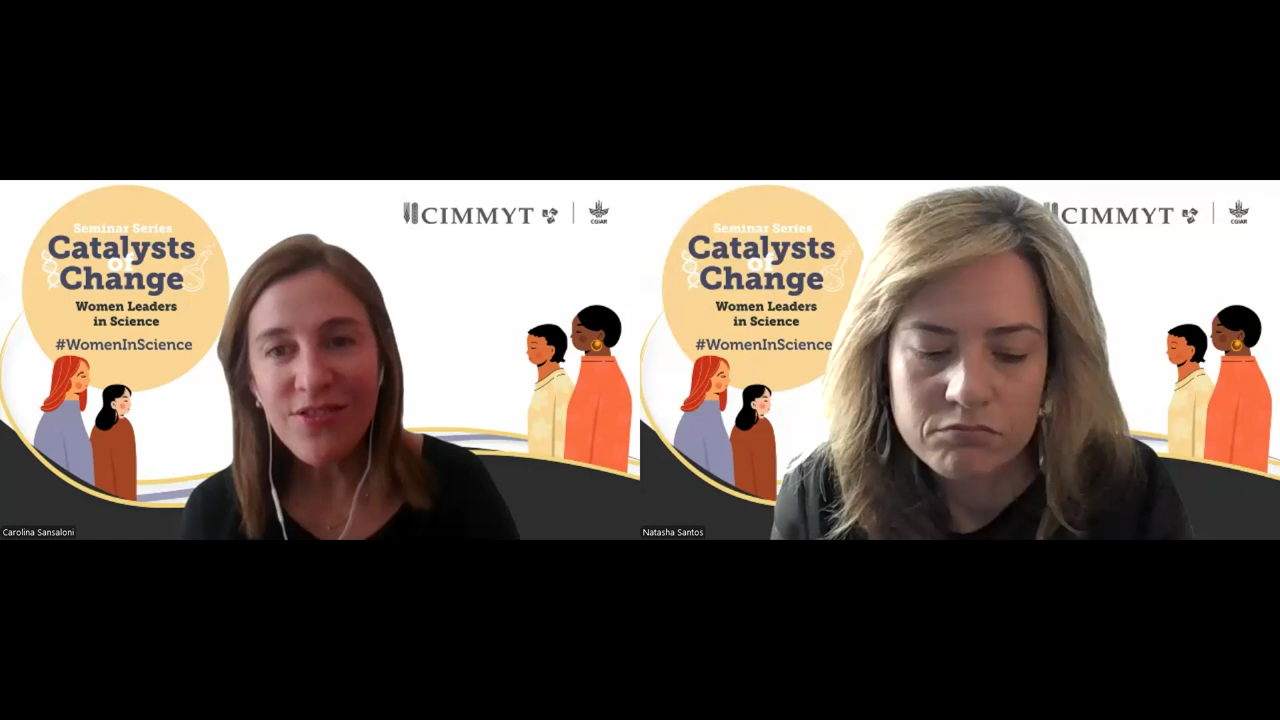 Seminar Series
Catalysts
of
Change
Women Leaders
in Science
#WomenInScience
CIMMYT
CGIAR
Carolina Sansaloni
Seminar Series
Catalysts
of
Change
Women Leaders
in Science
#WomenInScience
CIMMYT
CGIAR
Natasha Santos